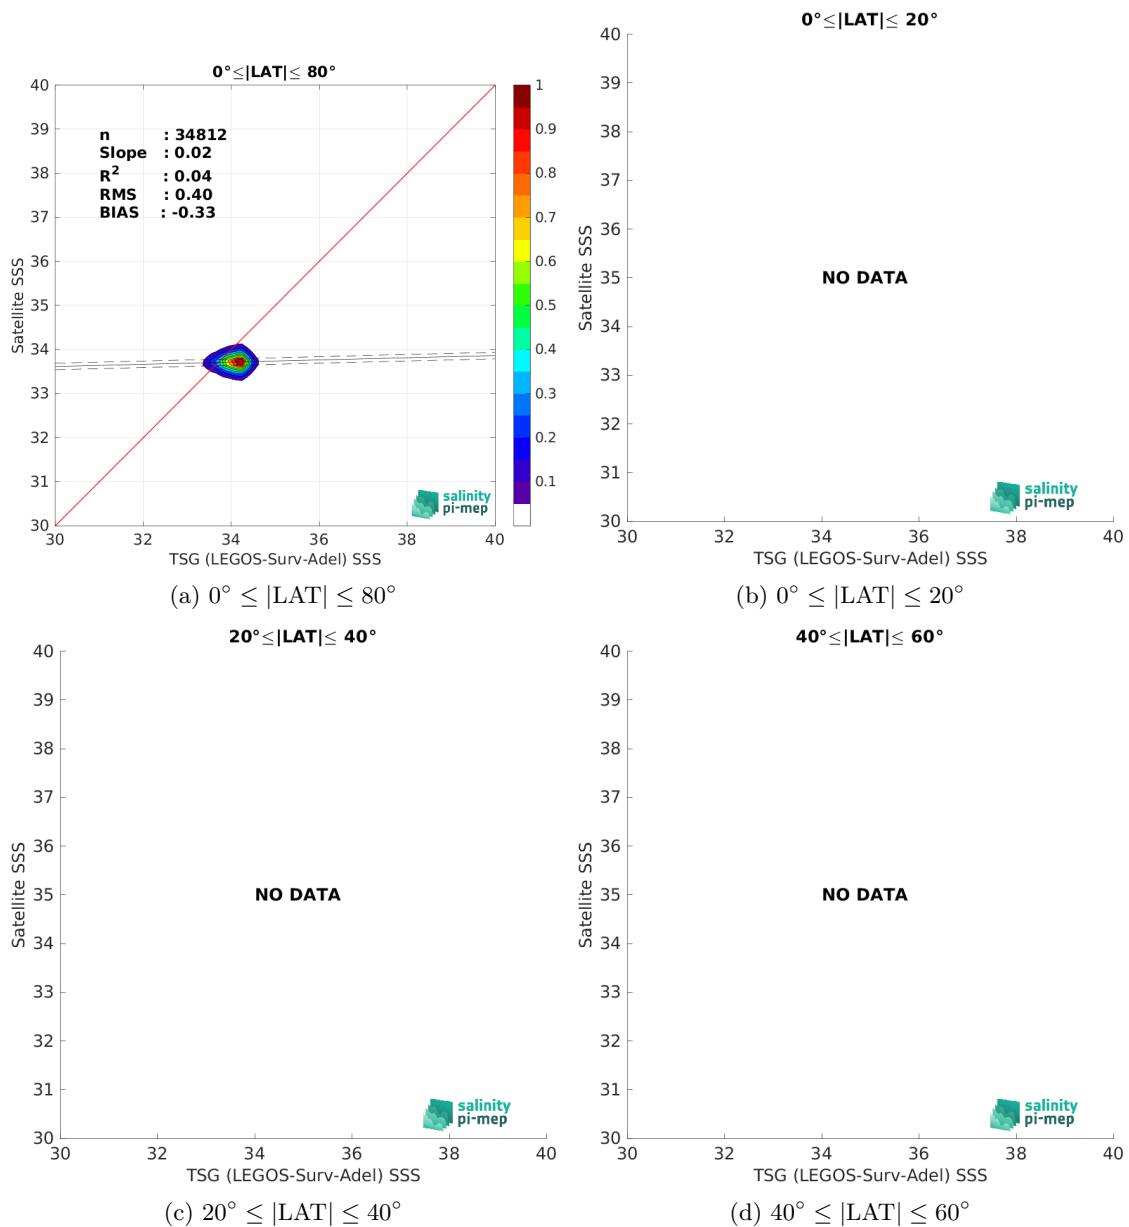 0°≤|LAT|≤ 80°
40
39
38
37
36
35
34
33
32
31
30
Satellite SSS
n : 34812
Slope : 0.02
R² : 0.04
RMS : 0.40
BIAS : -0.33
1
0.9
0.8
0.7
0.6
0.5
0.4
0.3
0.2
0.1
salinity
pi-mep
30 32 34 36 38 40
TSG (LEGOS-Surv-Adel) SSS
(a) 0° ≤ |LAT| ≤ 80°
0°≤|LAT|≤ 20°
40
39
38
37
36
35
34
33
32
31
30
Satellite SSS
NO DATA
salinity
pi-mep
30 32 34 36 38 40
TSG (LEGOS-Surv-Adel) SSS
(b) 0° ≤ |LAT| ≤ 20°
20°≤|LAT|≤ 40°
40
39
38
37
36
35
34
33
32
31
30
Satellite SSS
NO DATA
salinity
pi-mep
30 32 34 36 38 40
TSG (LEGOS-Surv-Adel) SSS
(c) 20° ≤ |LAT| ≤ 40°
40°≤|LAT|≤ 60°
40
39
38
37
36
35
34
33
32
31
30
Satellite SSS
NO DATA
salinity
pi-mep
30 32 34 36 38 40
TSG (LEGOS-Surv-Adel) SSS
(d) 40° ≤ |LAT| ≤ 60°